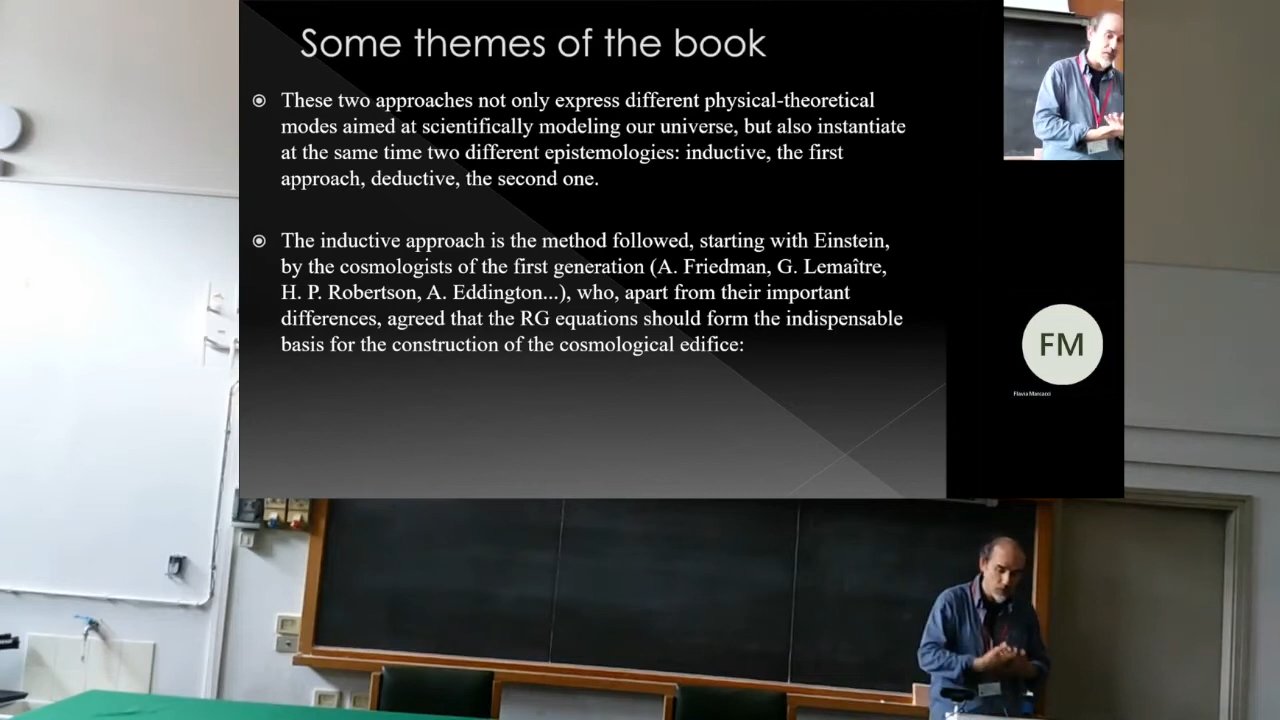 Some themes of the book
These two approaches not only express different physical-theoretical
modes aimed at scientifically modeling our universe, but also instantiate
at the same time two different epistemologies: inductive, the first
approach, deductive, the second one.
The inductive approach is the method followed, starting with Einstein,
by the cosmologists of the first generation (A. Friedman, G. Lemaître,
H. P. Robertson, A. Eddington...), who, apart from their important
differences, agreed that the RG equations should form the indispensable
basis for the construction of the cosmological edifice:
FM
Flavia Marcacci